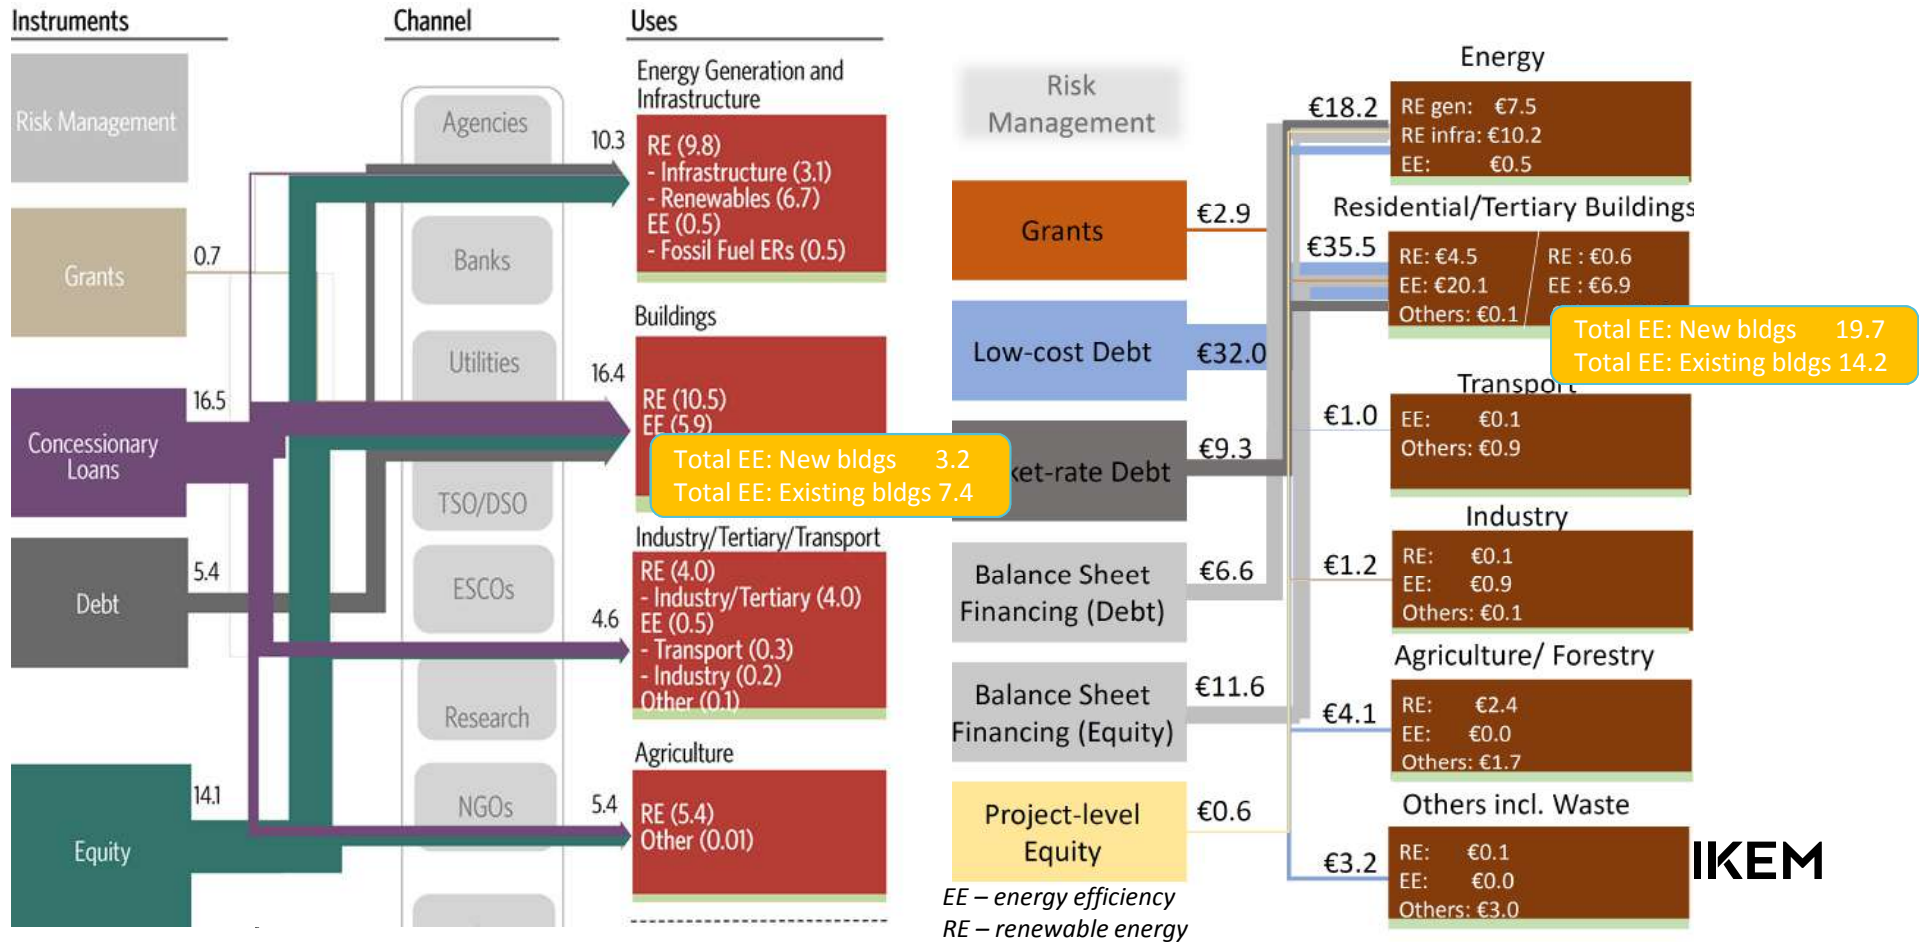 Instruments
Channel
Uses
Risk Management
Grants
0.7
Concessionary
Loans
16.5
Debt
5.4
Equity
14.1
Agencies
Banks
Utilities
TSO/DSO
ESCOs
Research
NGOs
Energy Generation and
Infrastructure
10.3
RE (9.8)
- Infrastructure (3.1)
- Renewables (6.7)
EE (0.5)
- Fossil Fuel ERs (0.5)
Buildings
16.4
RE (10.5)
EE (5.9)
Total EE: New bldgs 3.2
Total EE: Existing bldgs 7.4
Industry/Tertiary/Transport
4.6
RE (4.0)
- Industry/Tertiary (4.0)
EE (0.5)
- Transport (0.3)
- Industry (0.2)
Other (0.1)
Agriculture
5.4
RE (5.4)
Other (0.01)
Risk
Management
Grants
€2.9
Low-cost Debt
€32.0
ket-rate Debt
€9.3
Balance Sheet
Financing (Debt)
€6.6
Balance Sheet
Financing (Equity)
€11.6
Project-level
Equity
€0.6
EE – energy efficiency
RE – renewable energy
Energy
€18.2
RE gen: €7.5
RE infra: €10.2
EE: €0.5
Residential/Tertiary Buildings
€35.5
RE: €4.5
EE: €20.1
Others: €0.1
RE : €0.6
EE : €6.9
Total EE: New bldgs 19.7
Total EE: Existing bldgs 14.2
Transport
€1.0
EE: €0.1
Others: €0.9
Industry
€1.2
RE: €0.1
EE: €0.9
Others: €0.1
Agriculture/ Forestry
€4.1
RE: €2.4
EE: €0.0
Others: €1.7
Others incl. Waste
€3.2
RE: €0.1
EE: €0.0
Others: €3.0
IKEM